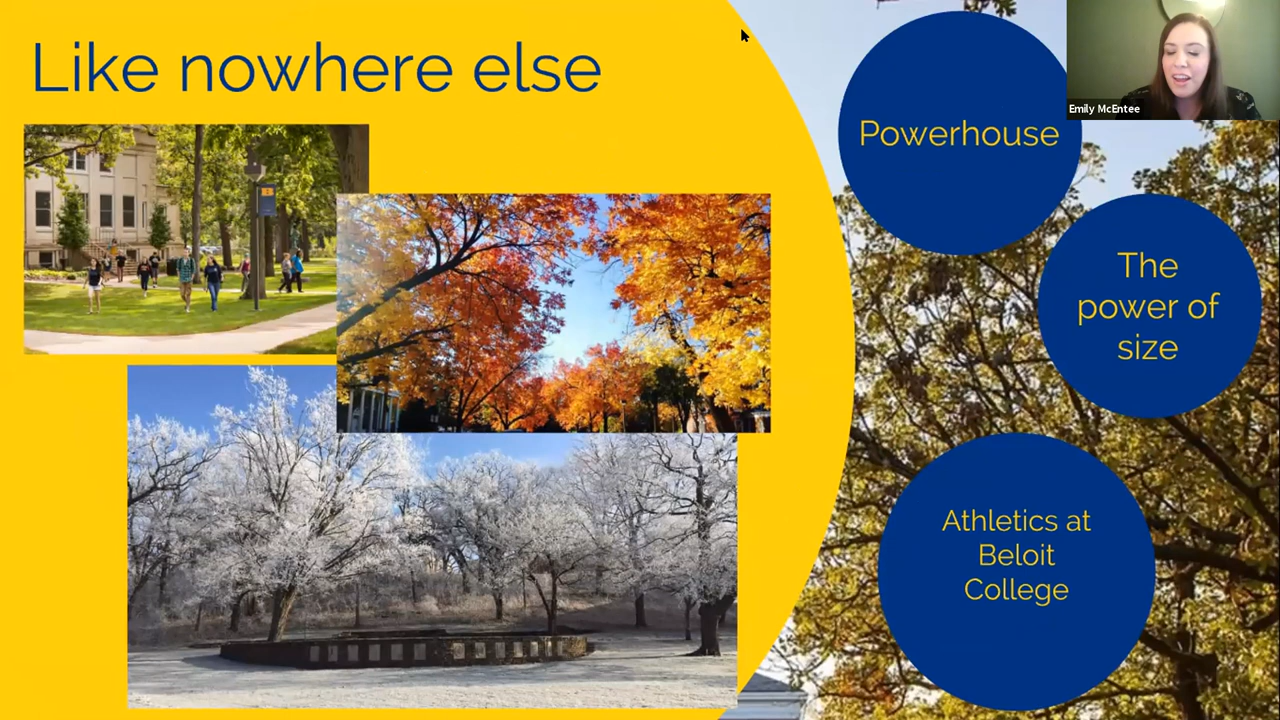 Like nowhere else
Powerhouse
Emily McEntee
The
power of
size
Athletics at
Beloit
College